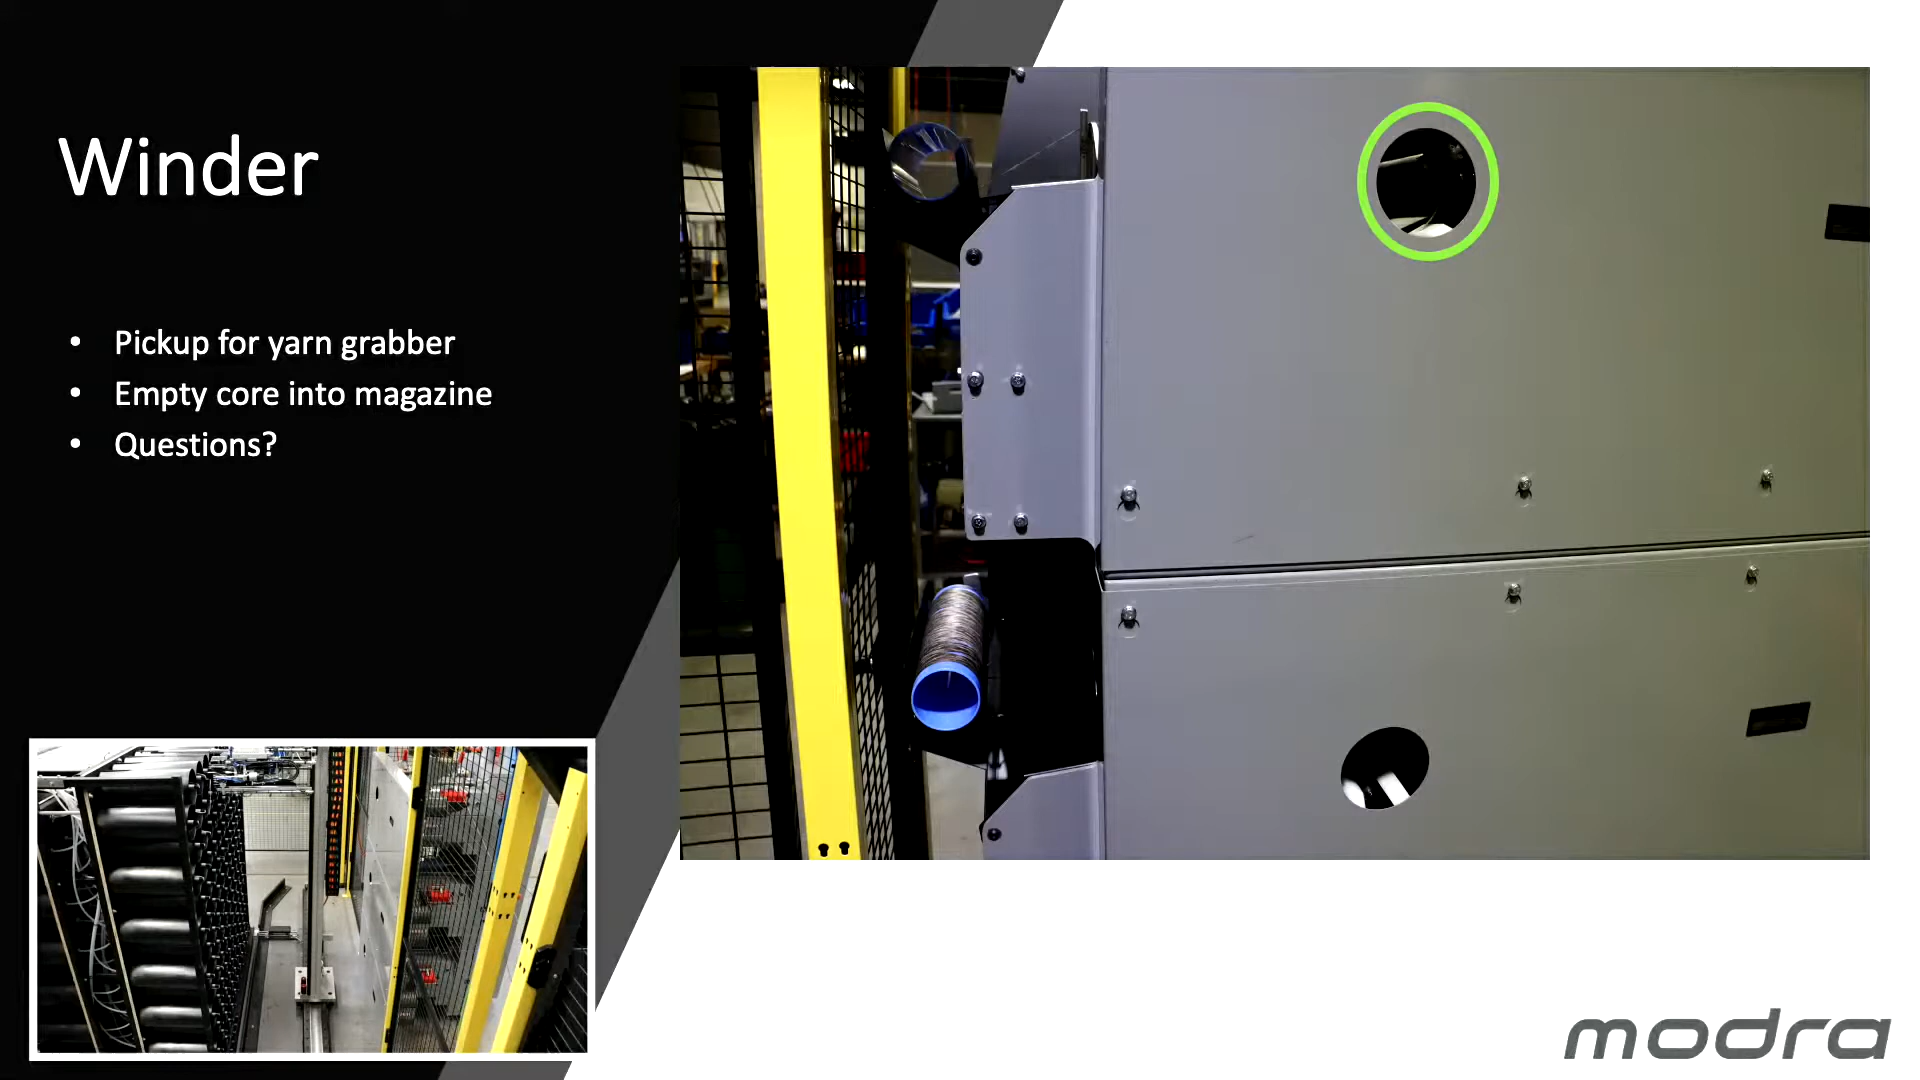 Winder
• Pickup for yarn grabber
• Empty core into magazine
• Questions?
modra